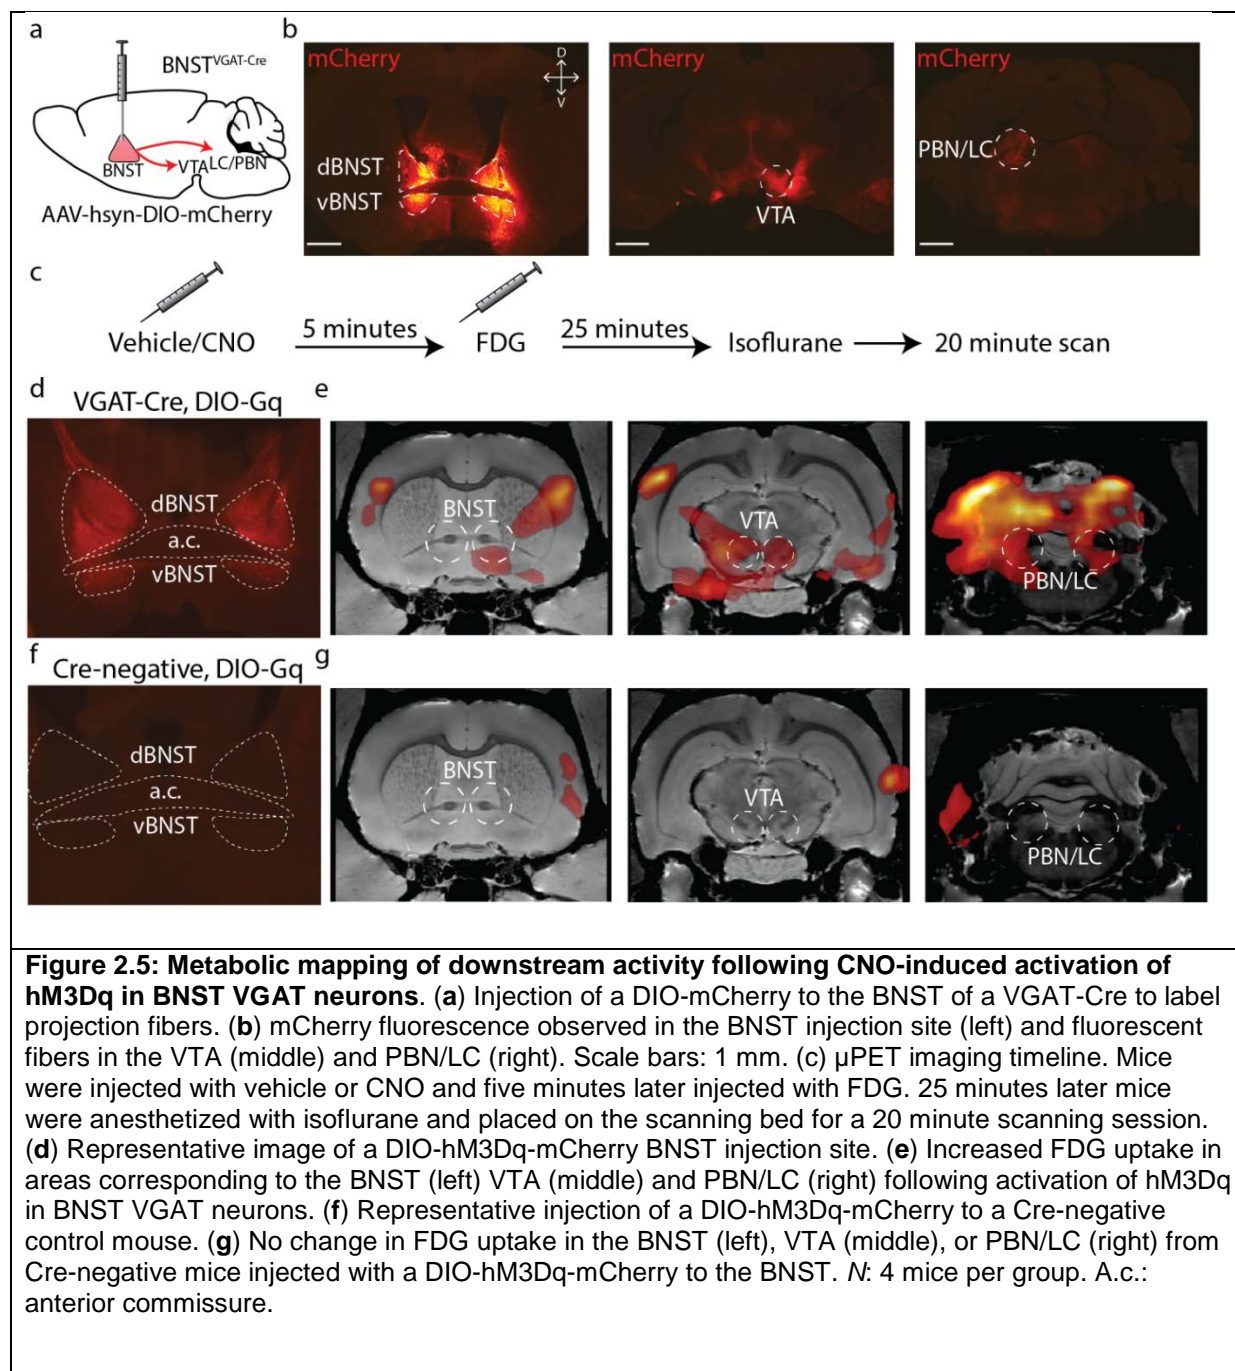 a
BNST^VGAT-Cre
BNST
VTA
LC/PBN
AAV-hsyn-DIO-mCherry
b
mCherry
D
V
dBNST
vBNST
mCherry
VTA
mCherry
PBN/LC
c
Vehicle/CNO
5 minutes
FDG
25 minutes
Isoflurane
20 minute scan
d
VGAT-Cre, DIO-Gq
dBNST
a.c.
vBNST
e
BNST
VTA
PBN/LC
f
Cre-negative, DIO-Gq
dBNST
a.c.
vBNST
g
BNST
VTA
PBN/LC
Figure 2.5: Metabolic mapping of downstream activity following CNO-induced activation of
hM3Dq in BNST VGAT neurons. (a) Injection of a DIO-mCherry to the BNST of a VGAT-Cre to label
projection fibers. (b) mCherry fluorescence observed in the BNST injection site (left) and fluorescent
fibers in the VTA (middle) and PBN/LC (right). Scale bars: 1 mm. (c) µPET imaging timeline. Mice
were injected with vehicle or CNO and five minutes later injected with FDG. 25 minutes later mice
were anesthetized with isoflurane and placed on the scanning bed for a 20 minute scanning session.
(d) Representative image of a DIO-hM3Dq-mCherry BNST injection site. (e) Increased FDG uptake in
areas corresponding to the BNST (left) VTA (middle) and PBN/LC (right) following activation of hM3Dq
in BNST VGAT neurons. (f) Representative injection of a DIO-hM3Dq-mCherry to a Cre-negative
control mouse. (g) No change in FDG uptake in the BNST (left), VTA (middle), or PBN/LC (right) from
Cre-negative mice injected with a DIO-hM3Dq-mCherry to the BNST. N: 4 mice per group. A.c.:
anterior commissure.